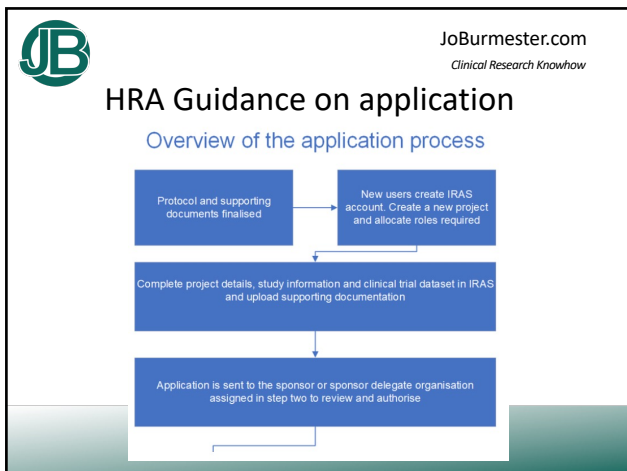 JB
JoBurmester.com
Clinical Research Knowhow
HRA Guidance on application
Overview of the application process
Protocol and supporting
documents finalised
New users create IRAS
account. Create a new project
and allocate roles required
Complete project details, study information and clinical trial dataset in IRAS
and upload supporting documentation
Application is sent to the sponsor or sponsor delegate organisation
assigned in step two to review and authorise